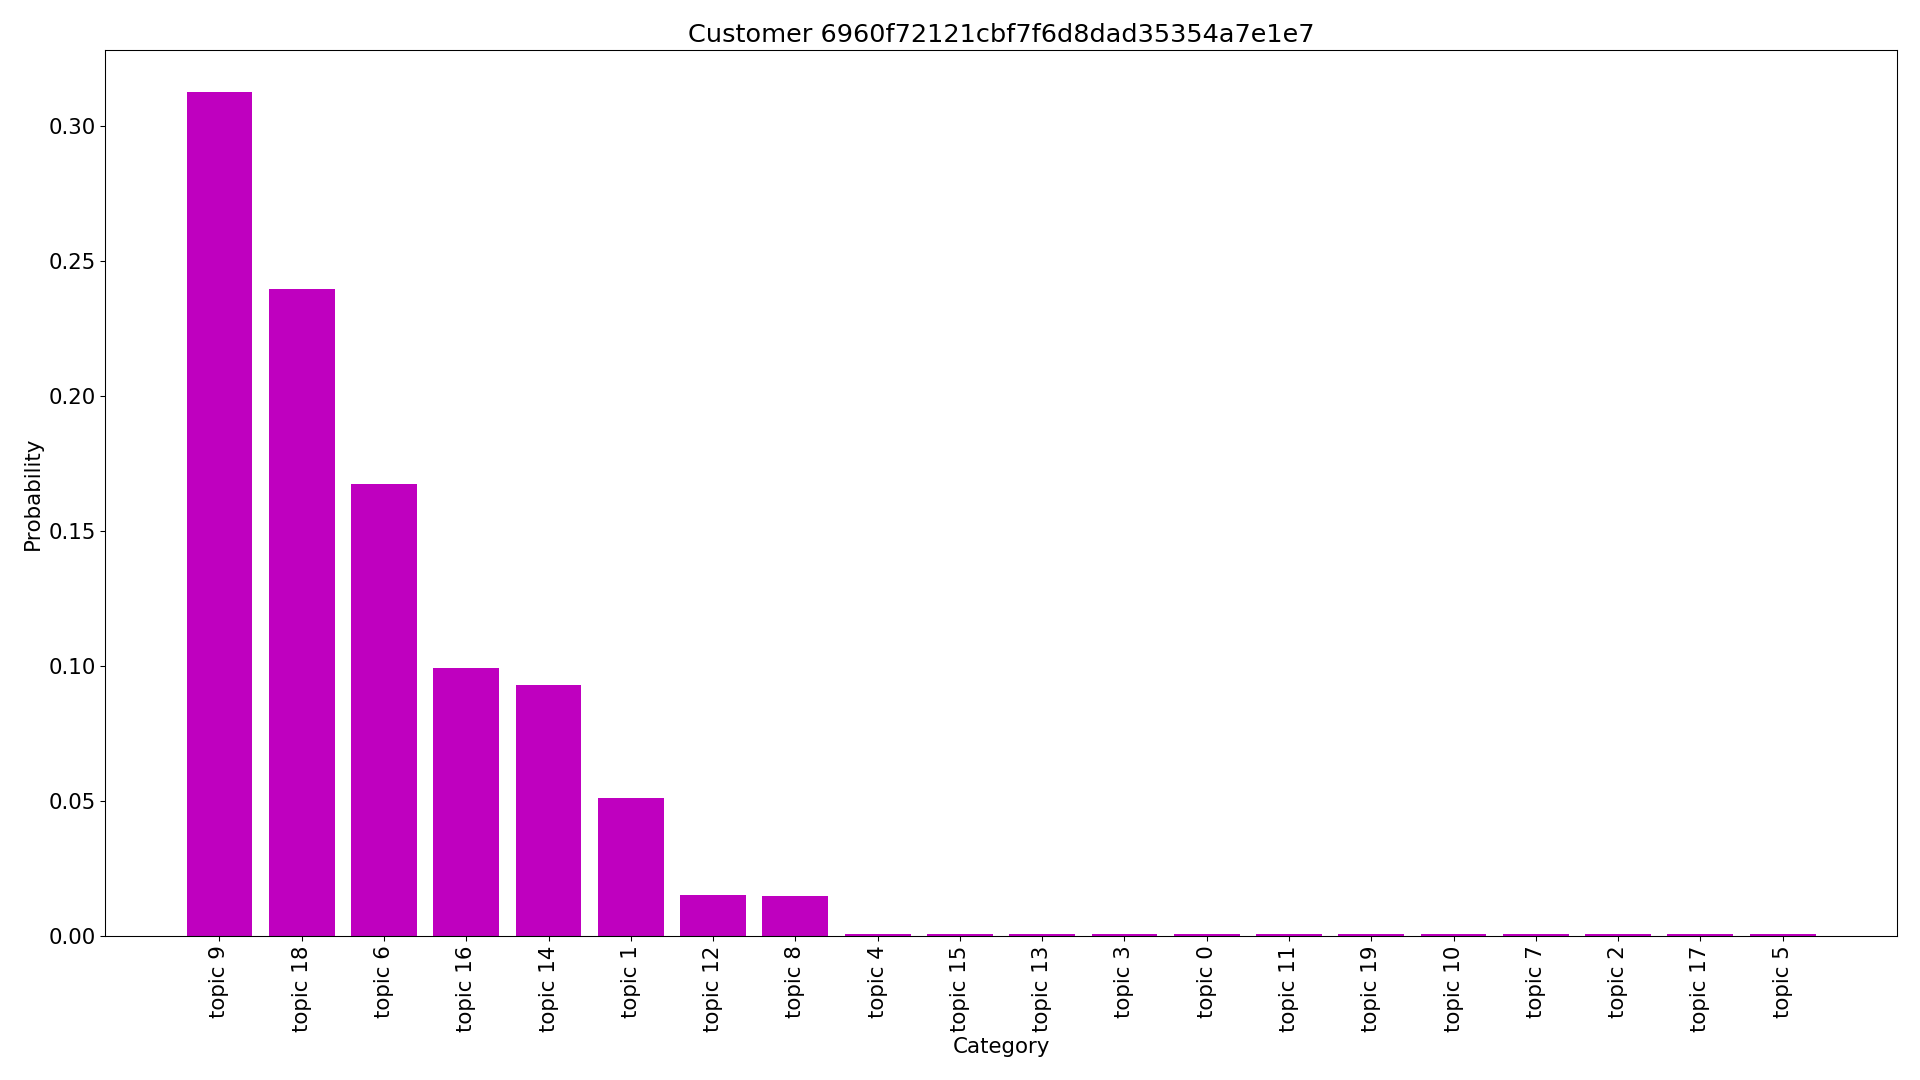 Customer 6960f72121cbf7f6d8dad35354a7e1e7
Probability
0.30
0.25
0.20
0.15
0.10
0.05
0.00
topic 9
topic 18
topic 6
topic 16
topic 14
topic 1
topic 12
topic 8
topic 4
topic 15
topic 13
topic 3
topic 0
topic 11
topic 19
topic 10
topic 7
topic 2
topic 17
topic 5
Category